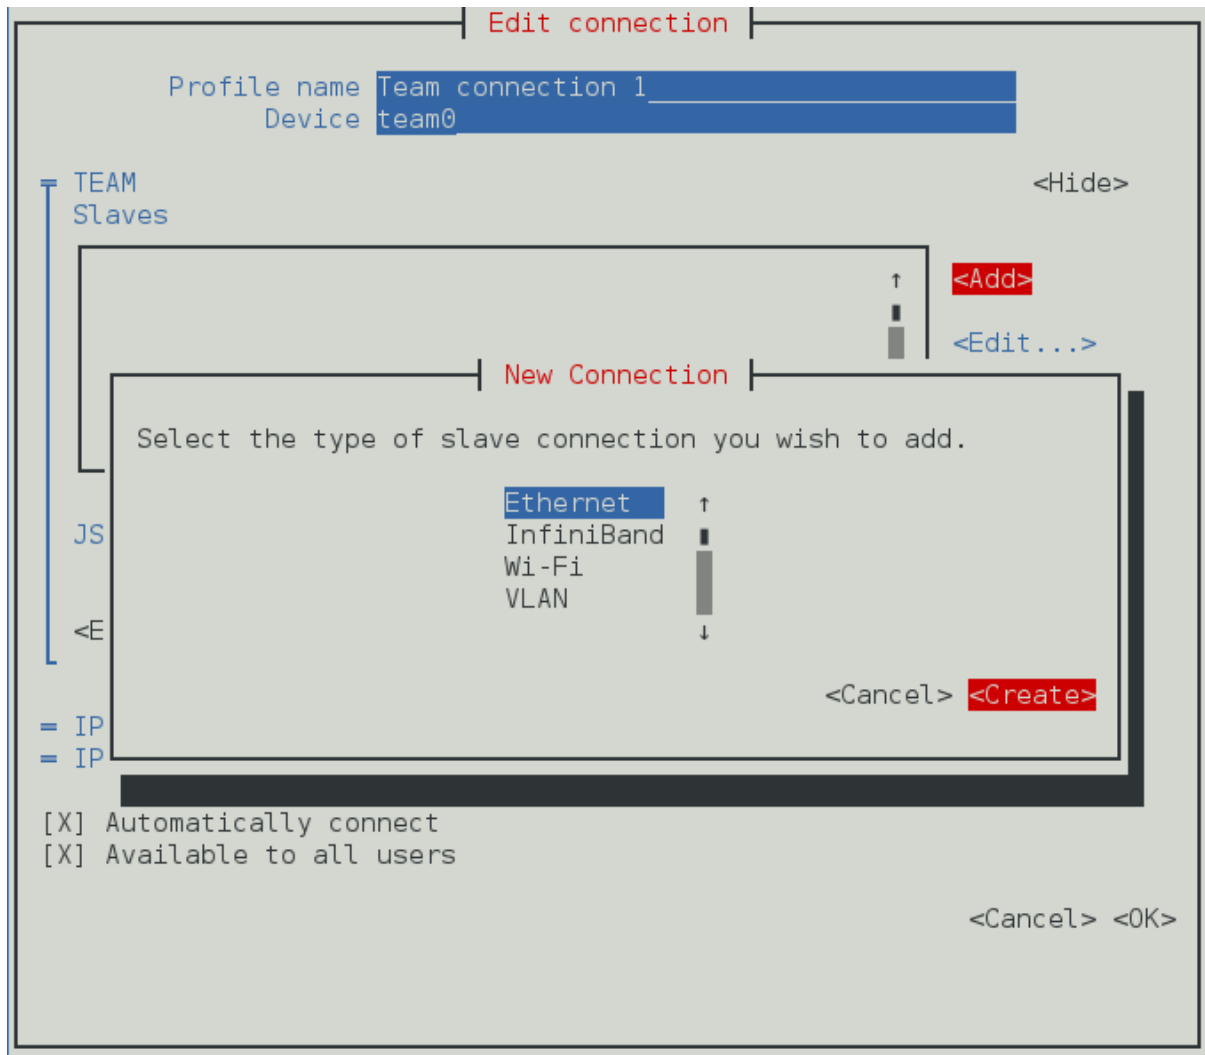 Edit connection
Profile name Team connection 1
Device team0
TEAM <Hide>
Slaves
↑ <Add>
<Edit...>
New Connection
Select the type of slave connection you wish to add.
Ethernet ↑
InfiniBand
Wi-Fi
VLAN
JS
↓
<E
<Cancel> <Create>
= IP
= IP
[X] Automatically connect
[X] Available to all users
<Cancel> <OK>